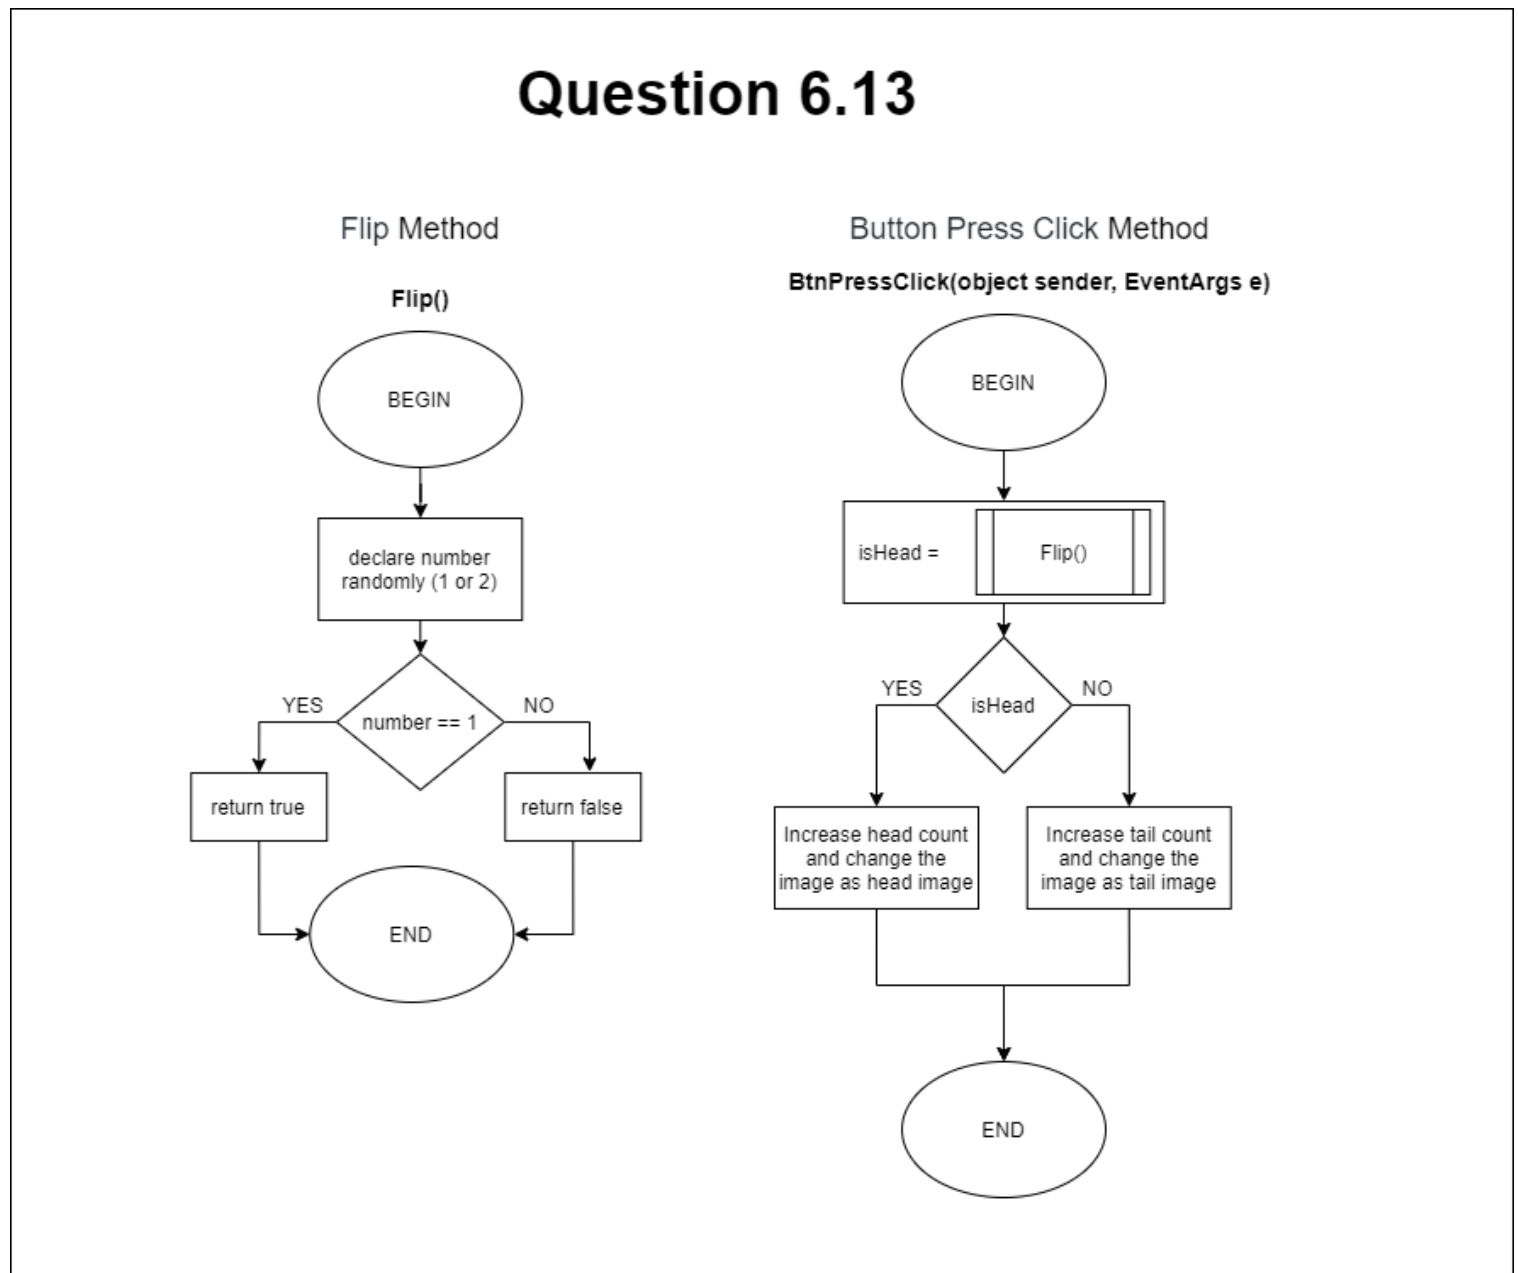 Question 6.13
Flip Method
Flip()
BEGIN
declare number
randomly (1 or 2)
number == 1
YES
NO
return true
return false
END
Button Press Click Method
BtnPressClick(object sender, EventArgs e)
BEGIN
isHead =
Flip()
isHead
YES
NO
Increase head count
and change the
image as head image
Increase tail count
and change the
image as tail image
END